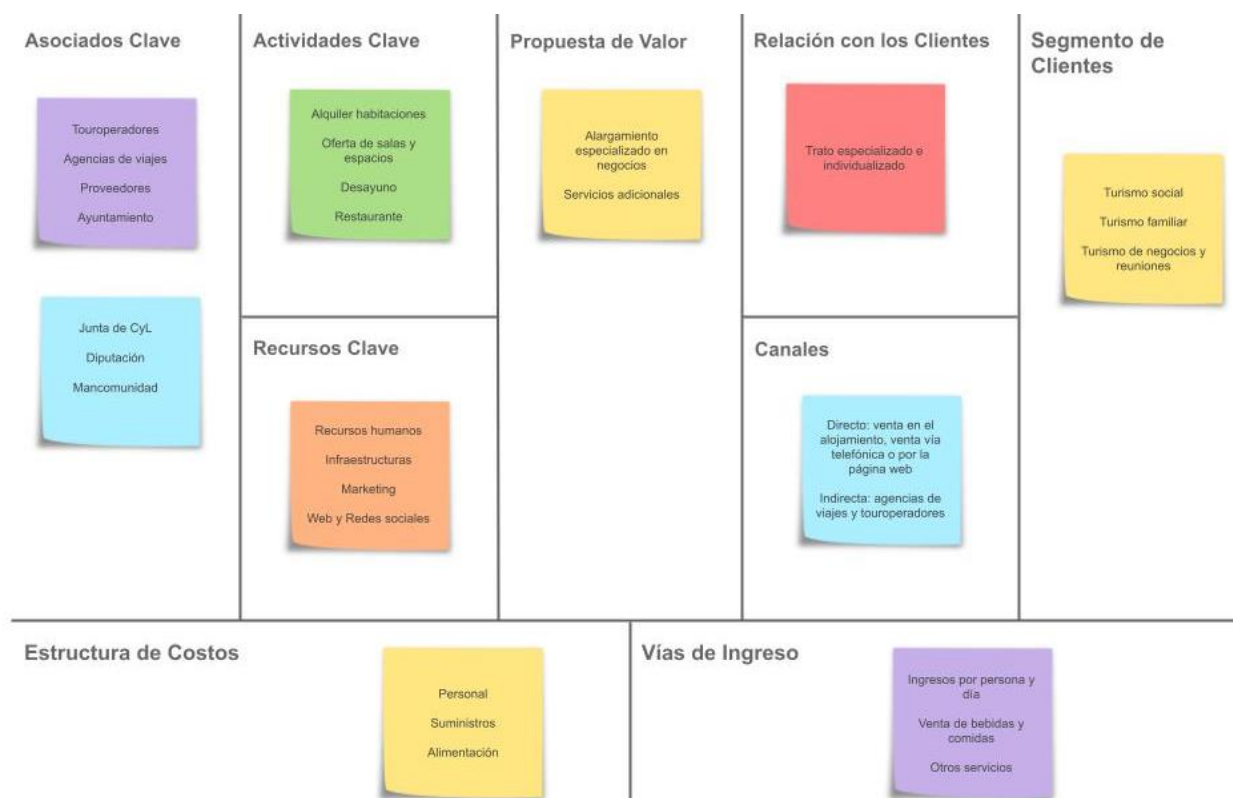 Asociados Clave
Touroperadores
Agencias de viajes
Proveedores
Ayuntamiento
Junta de CyL
Diputación
Mancomunidad
Actividades Clave
Alquiler habitaciones
Oferta de salas y
espacios
Desayuno
Restaurante
Recursos Clave
Recursos humanos
Infraestructuras
Marketing
Web y Redes sociales
Propuesta de Valor
Alargamiento
especializado en
negocios
Servicios adicionales
Relación con los Clientes
Trato especializado e
individualizado
Canales
Directo: venta en el
alojamiento, venta vía
telefónica o por la
página web
Indirecta: agencias de
viajes y touroperadores
Segmento de
Clientes
Turismo social
Turismo familiar
Turismo de negocios y
reuniones
Estructura de Costos
Personal
Suministros
Alimentación
Vías de Ingreso
Ingresos por persona y
día
Venta de bebidas y
comidas
Otros servicios